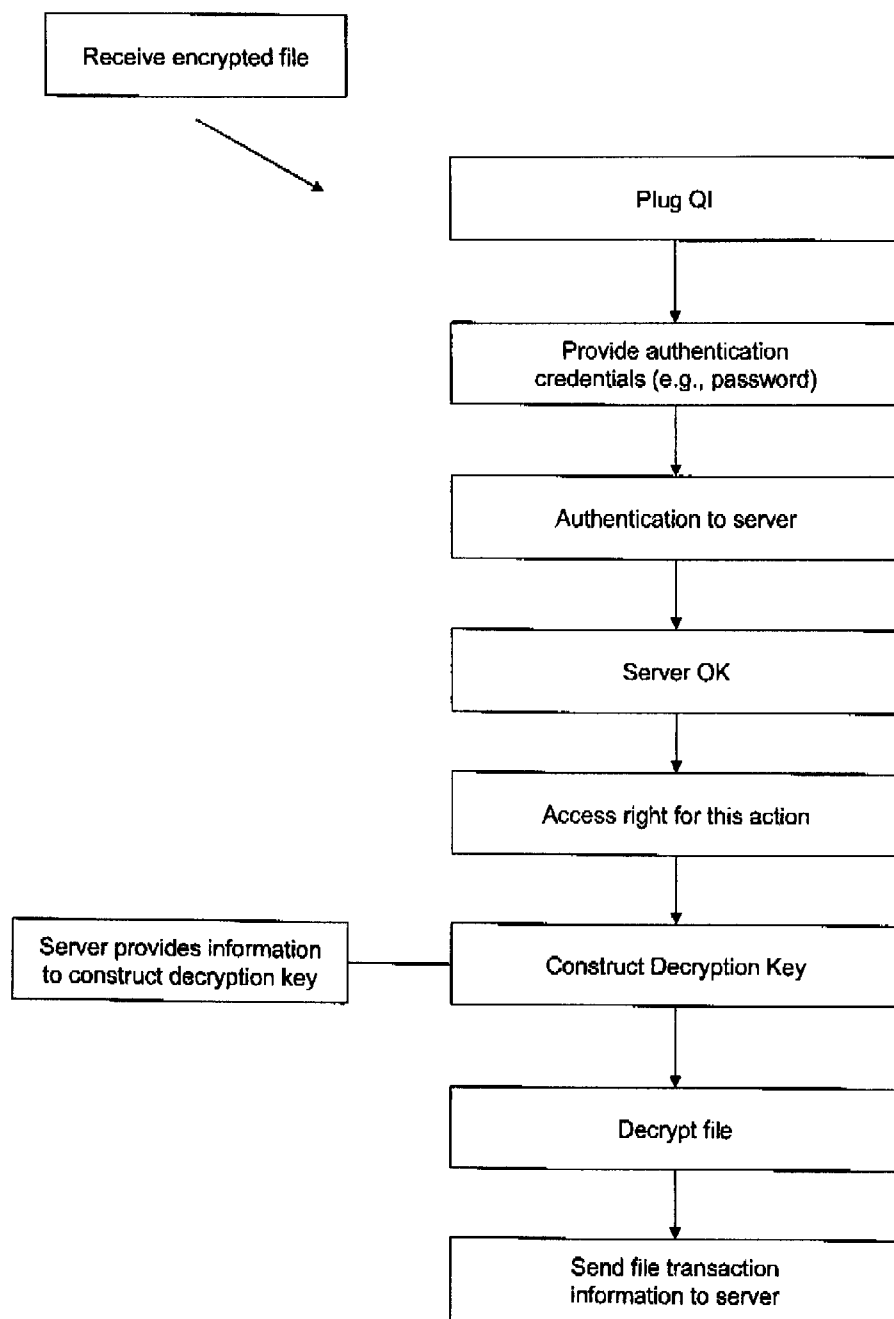 Receive encrypted file
Plug QI
Provide authentication
credentials (e.g., password)
Authentication to server
Server OK
Access right for this action
Server provides information
to construct decryption key
Construct Decryption Key
Decrypt file
Send file transaction
information to server